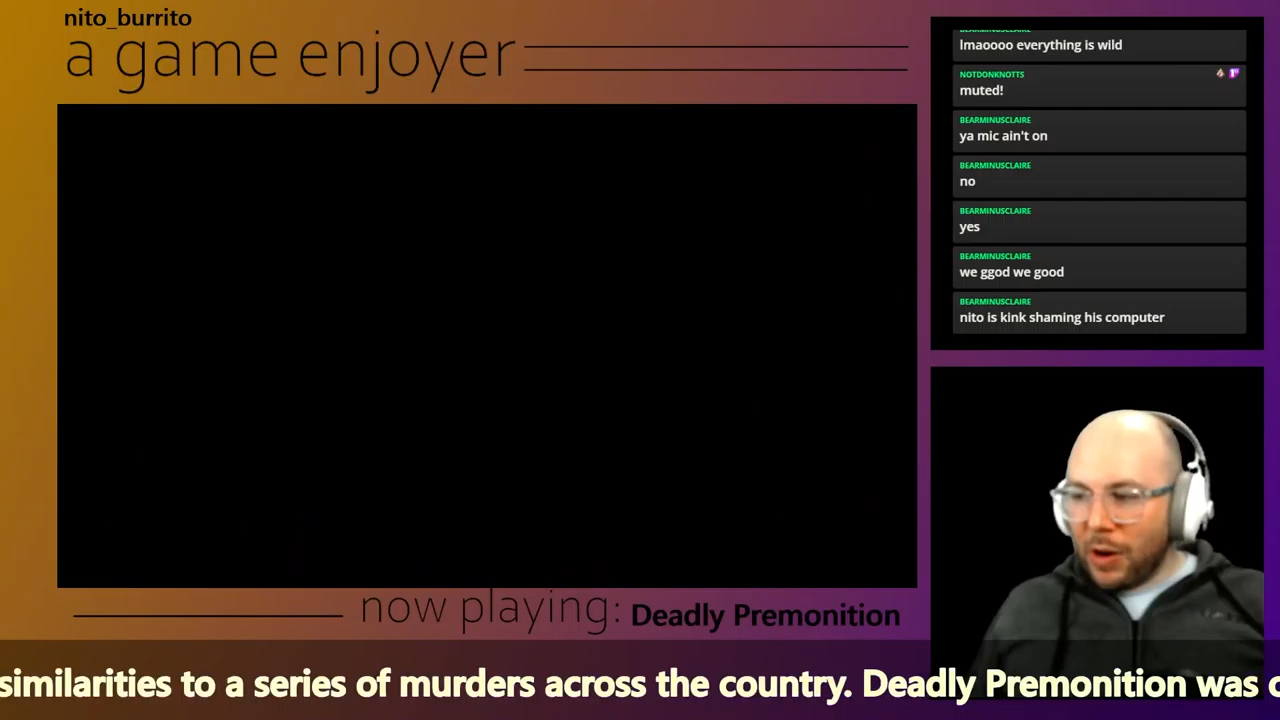 nito_burrito
a game enjoyer
lmaoooo everything is wild
NOTDONKNOTTS
muted!
BEARMINUSCLAIRE
ya mic ain't on
BEARMINUSCLAIRE
no
BEARMINUSCLAIRE
yes
BEARMINUSCLAIRE
we ggod we good
BEARMINUSCLAIRE
nito is kink shaming his computer
now playing: Deadly Premonition
similarities to a series of murders across the country. Deadly Premonition was